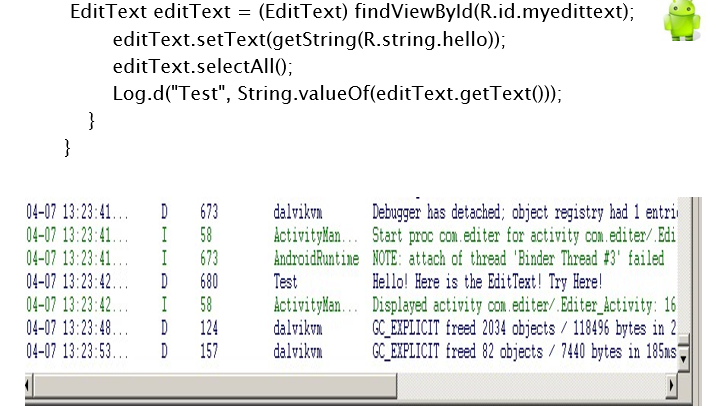 EditText editText = (EditText) findViewById(R.id.myedittext);
editText.setText(getString(R.string.hello));
editText.selectAll();
Log.d("Test", String.valueOf(editText.getText()));
}
}
04-07 13:23:41... D 673 dalvikvm Debugger has detached; object registry had 1 entri
04-07 13:23:41... I 58 ActivityMan... Start proc com.editer for activity com.editer/.Edi
04-07 13:23:41... I 673 AndroidRuntime NOTE: attach of thread 'Binder Thread #3' failed
04-07 13:23:42... D 680 Test Hello! Here is the EditText! Try Here!
04-07 13:23:42... I 58 ActivityMan... Displayed activity com.editer/.Editer_Activity: 16
04-07 13:23:48... D 124 dalvikvm GC_EXPLICIT freed 2034 objects / 118496 bytes in 2
04-07 13:23:53... D 157 dalvikvm GC_EXPLICIT freed 82 objects / 7440 bytes in 185ms